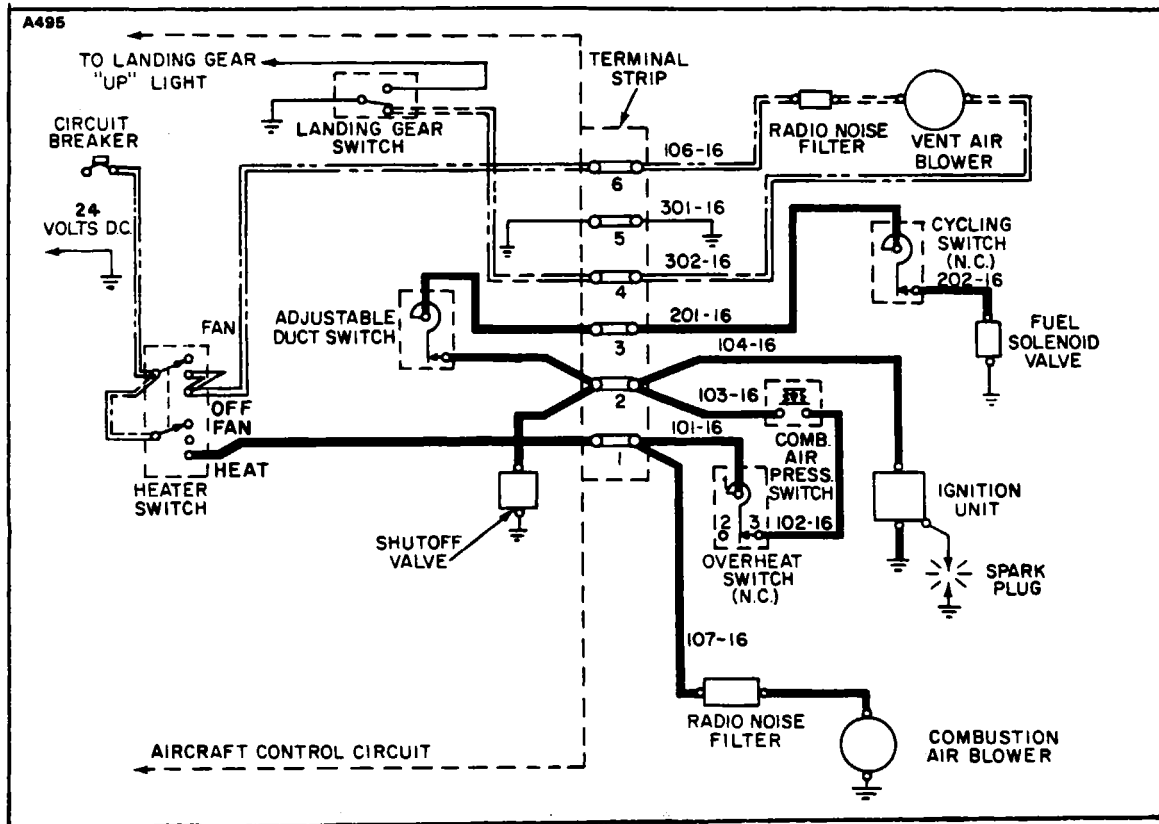 A495
TO LANDING GEAR
"UP" LIGHT
TERMINAL
STRIP
CIRCUIT
BREAKER
LANDING GEAR
SWITCH
RADIO NOISE
FILTER
VENT AIR
BLOWER
106-16
6
24
VOLTS D.C.
301-16
5
CYCLING
SWITCH
(N.C.)
202-16
302-16
4
ADJUSTABLE
DUCT SWITCH
201-16
3
FUEL
SOLENOID
VALVE
FAN
104-16
2
103-16
OFF
FAN
101-16
1
COMB.
AIR
PRESS.
SWITCH
HEAT
HEATER
SWITCH
IGNITION
UNIT
2 3 102-16
SHUTOFF
VALVE
OVERHEAT
SWITCH
(N.C.)
SPARK
PLUG
107-16
RADIO NOISE
FILTER
COMBUSTION
AIR BLOWER
AIRCRAFT CONTROL CIRCUIT